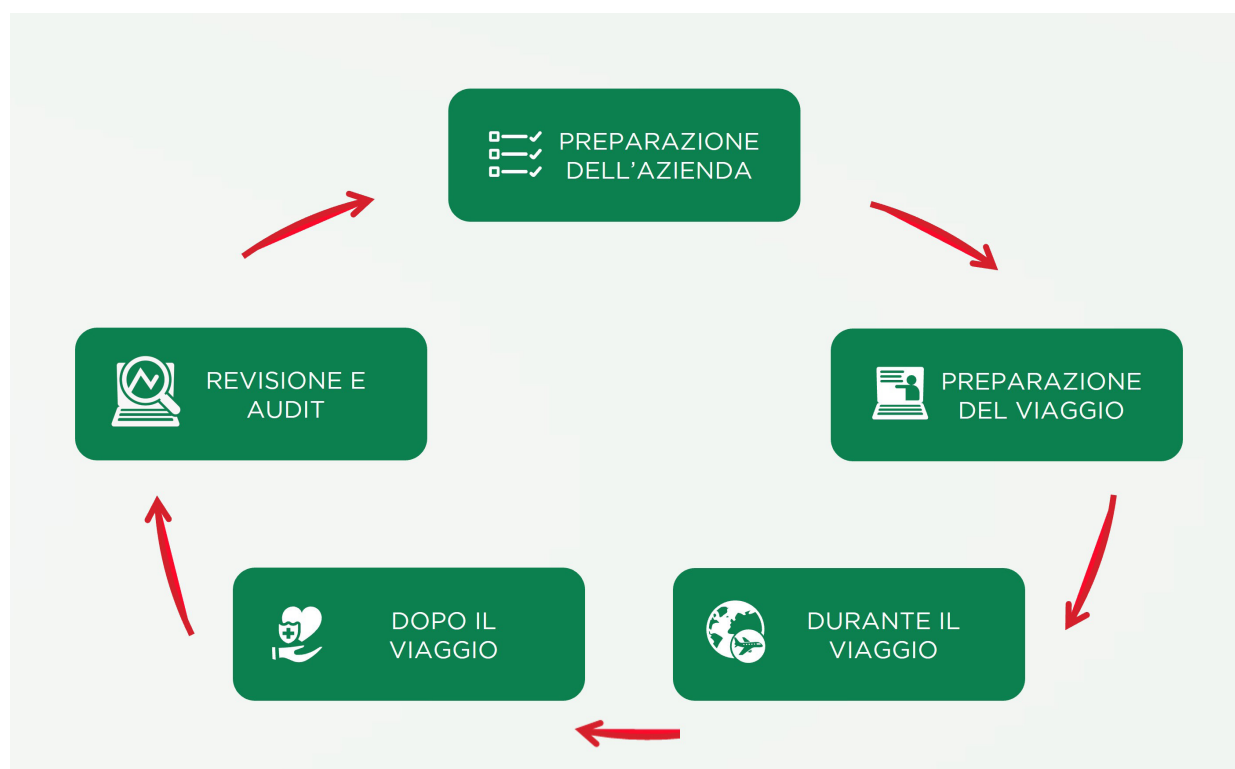 PREPARAZIONE
DELL'AZIENDA
PREPARAZIONE
DEL VIAGGIO
DURANTE IL
VIAGGIO
DOPO IL
VIAGGIO
REVISIONE E
AUDIT